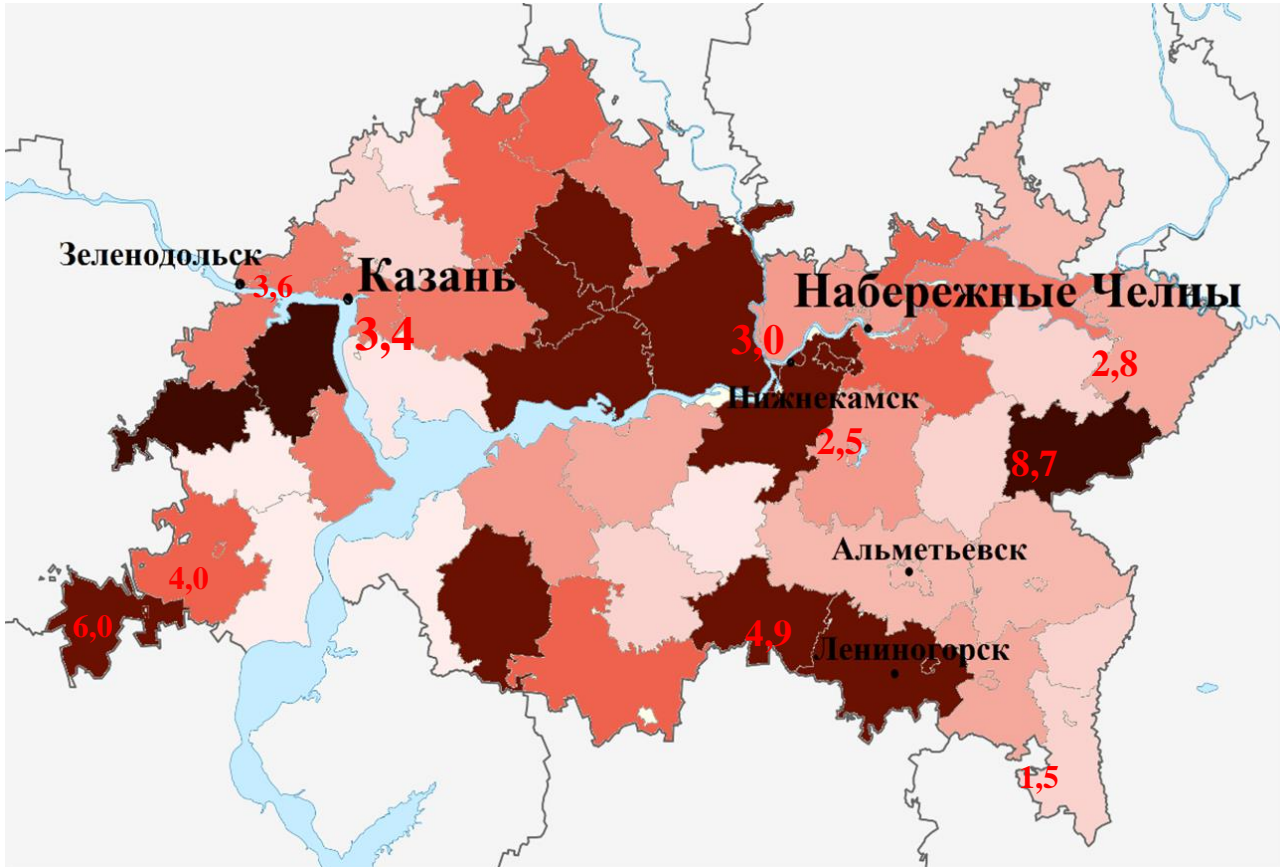 Зеленодольск
3,6
Казань
3,4
Набережные Челны
3,0
2,8
Нижнекамск
2,5
8,7
Альметьевск
4,0
6,0
4,9
Лениногорск
1,5